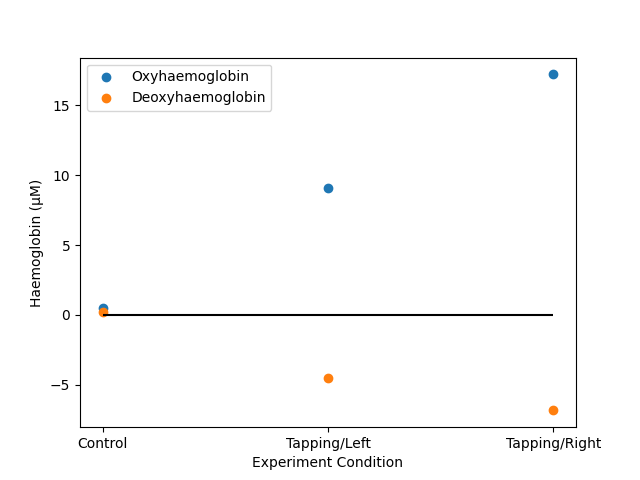 Oxyhaemoglobin
Deoxyhaemoglobin
15
10
5
0
−5
Haemoglobin (μM)
Control
Tapping/Left
Tapping/Right
Experiment Condition